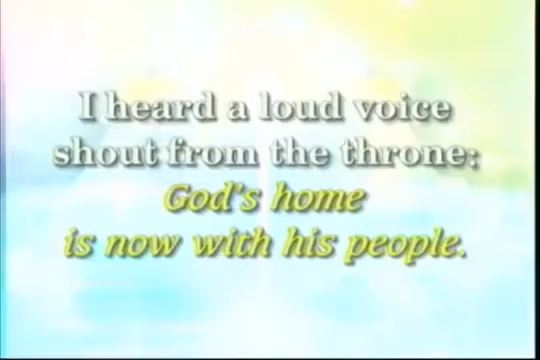 I heard a loud voice
shout from the throne:
God's home
is now with his people.